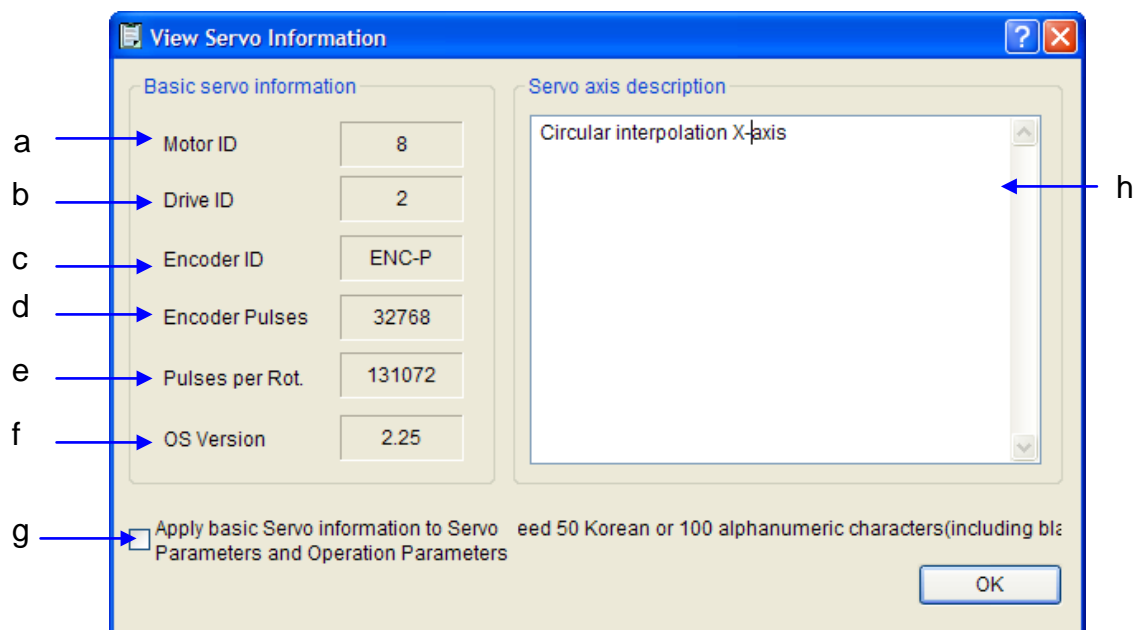 View Servo Information
Basic servo information
Servo axis description
a
Motor ID
8
Circular interpolation X-axis
b
Drive ID
2
h
c
Encoder ID
ENC-P
d
Encoder Pulses
32768
e
Pulses per Rot.
131072
f
OS Version
2.25
g
Apply basic Servo information to Servo
Parameters and Operation Parameters
eed 50 Korean or 100 alphanumeric characters(including bla
OK